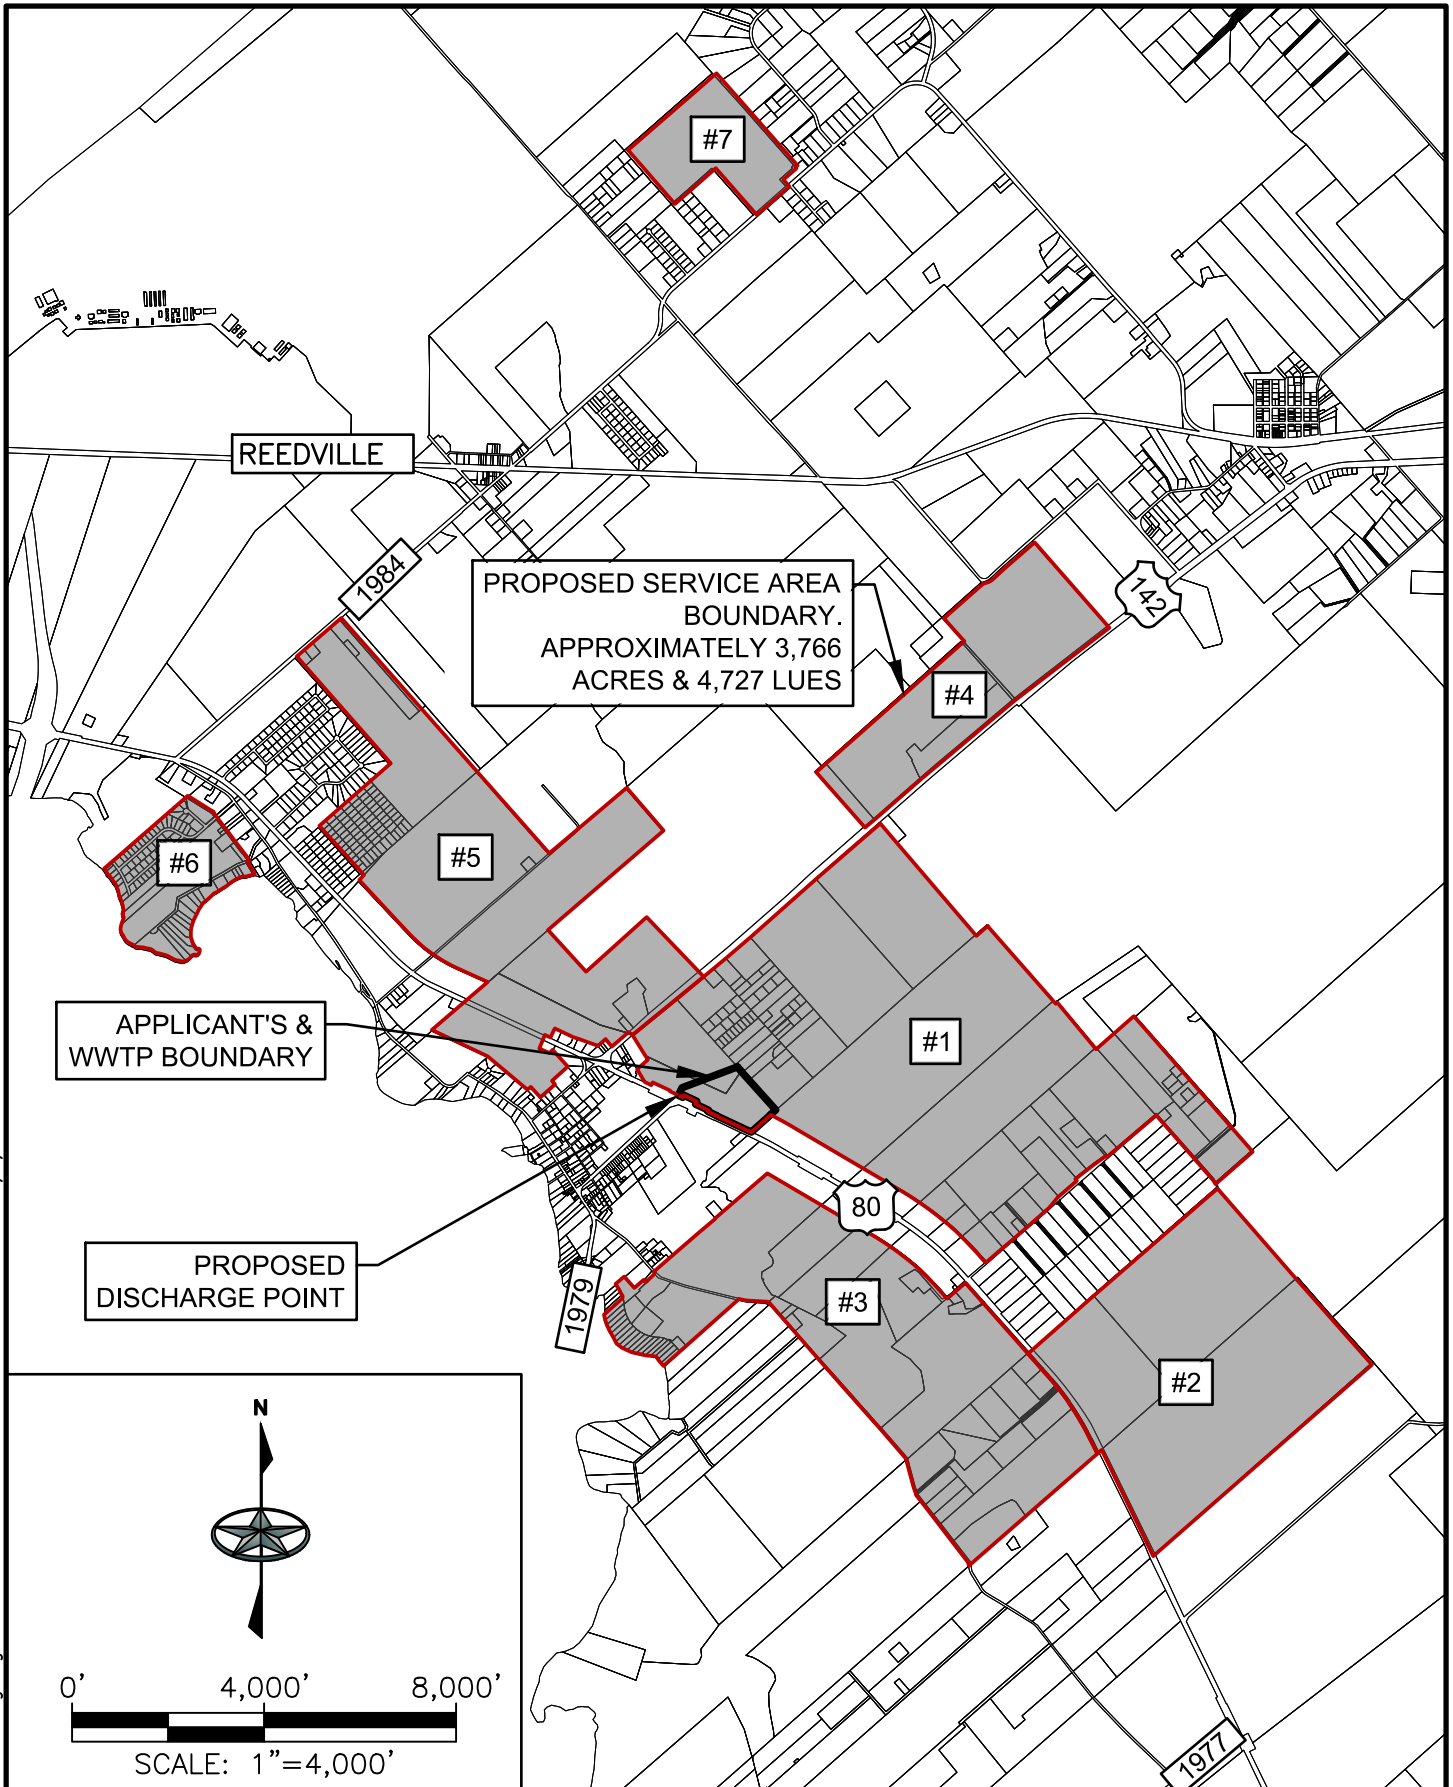 #7
REEDVILLE
1984
PROPOSED SERVICE AREA
BOUNDARY.
APPROXIMATELY 3,766
ACRES & 4,727 LUES
142
#4
#5
#6
APPLICANT'S &
WWTP BOUNDARY
#1
80
PROPOSED
DISCHARGE POINT
1979
#3
#2
N
0' 4,000' 8,000'
SCALE: 1"=4,000'
1977